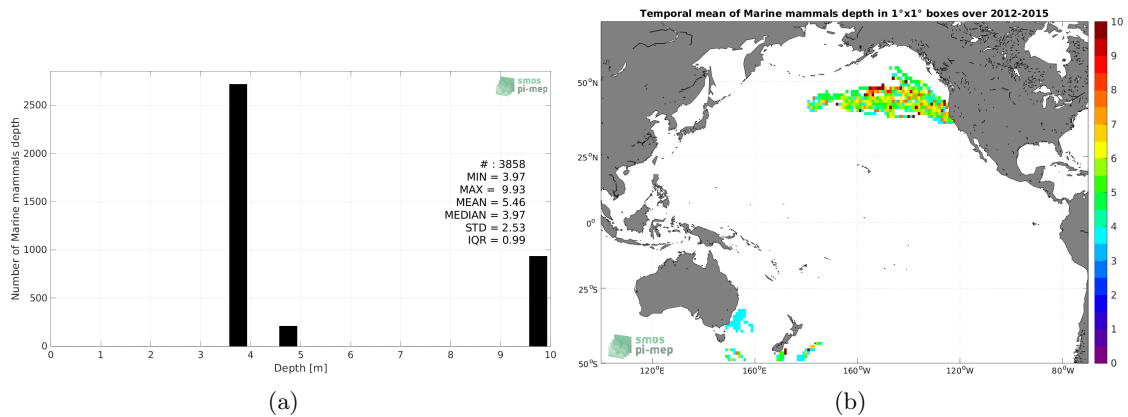 smos
pi-mep
2500
2000
1500
1000
500
0
Number of Marine mammals depth
# : 3858
MIN = 3.97
MAX = 9.93
MEAN = 5.46
MEDIAN = 3.97
STD = 2.53
IQR = 0.99
0 1 2 3 4 5 6 7 8 9 10
Depth [m]
(a)
Temporal mean of Marine mammals depth in 1°x1° boxes over 2012-2015
50°N
25°N
0°
25°S
50°S
smos
pi-mep
120°E 160°E 160°W 120°W 80°W
10
9
8
7
6
5
4
3
2
1
0
(b)